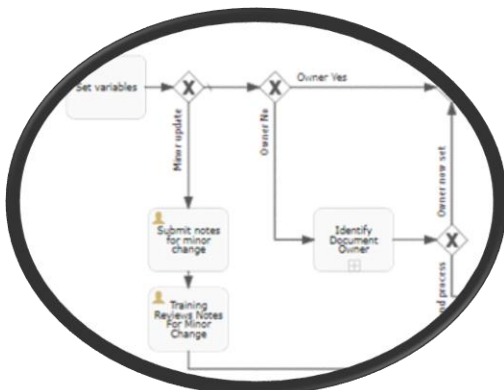 Set variables
Owner Yes
Minor update
Owner No
Owner now set
Submit notes
for minor
change
Identify
Document
Owner
Training
Reviews Notes
For Minor
Change
process